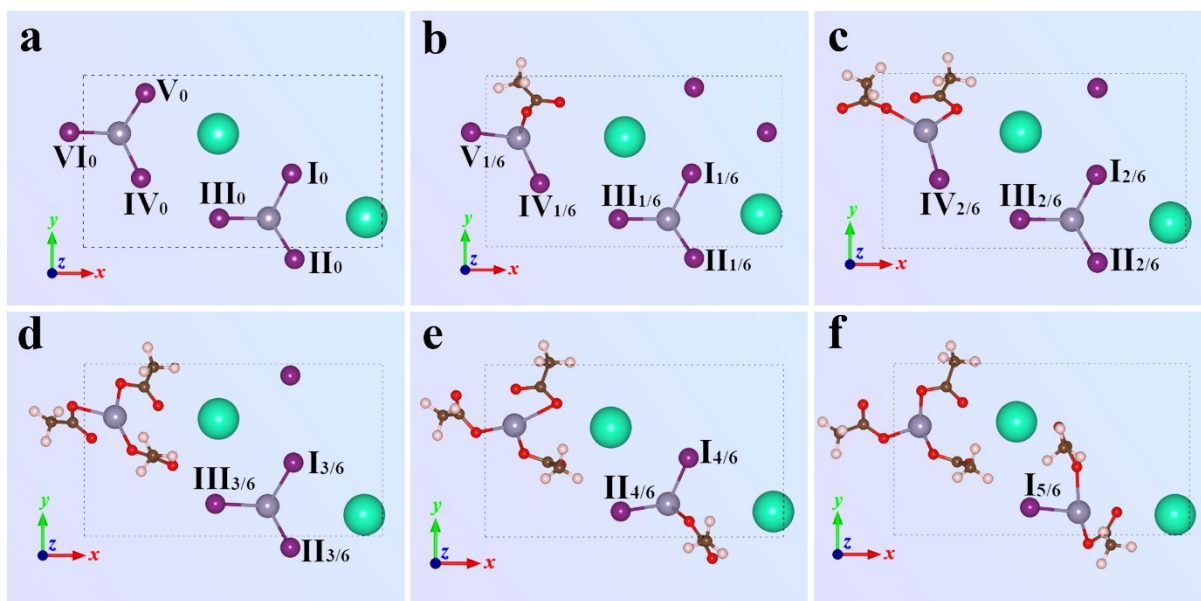 a
V0
VI0
IV0
I0
III0
II0
y
z
x
b
V1/6
IV1/6
I1/6
III1/6
II1/6
y
z
x
c
IV2/6
I2/6
III2/6
II2/6
y
z
x
d
I3/6
III3/6
II3/6
y
z
x
e
I4/6
II4/6
y
z
x
f
I5/6
y
z
x